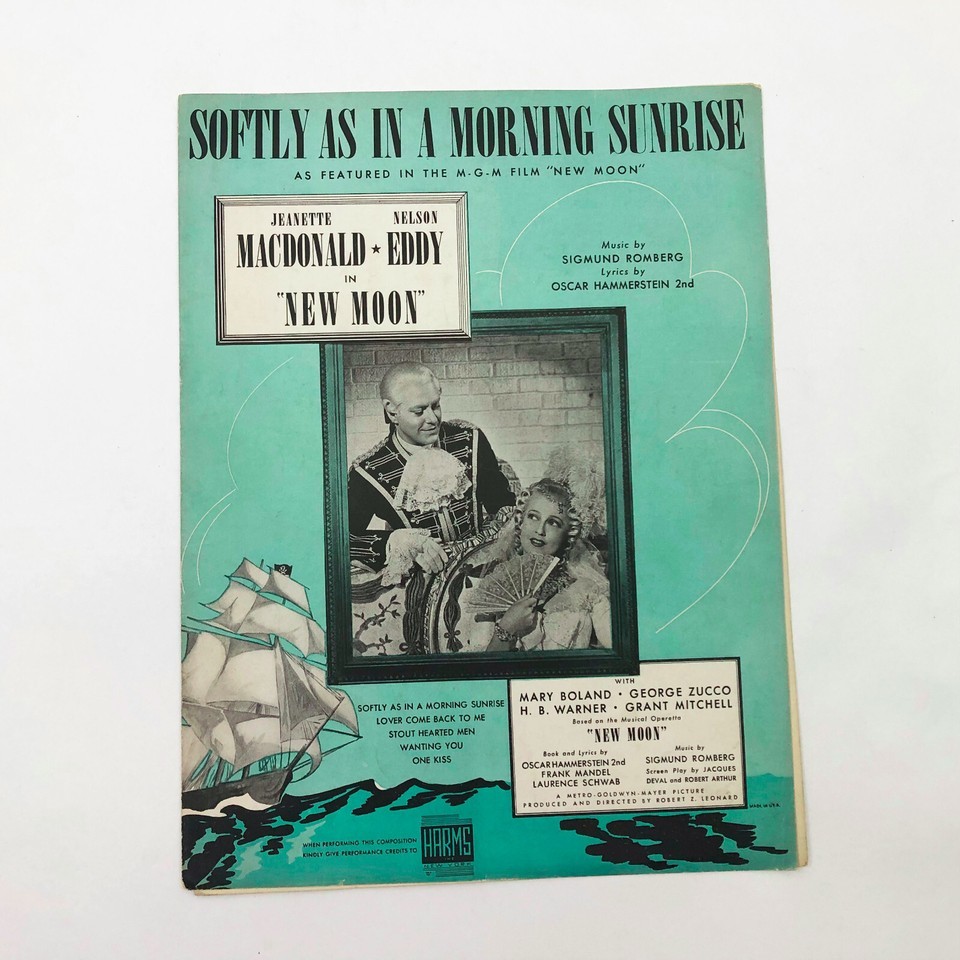 SOFTLY AS IN A MORNING SUNRISE
AS FEATURED IN THE M-G-M FILM "NEW MOON"
JEANETTE NELSON
MACDONALD ★ EDDY
IN
"NEW MOON"
Music by
SIGMUND ROMBERG
Lyrics by
OSCAR HAMMERSTEIN 2nd
SOFTLY AS IN A MORNING SUNRISE
LOVER COME BACK TO ME
STOUT HEARTED MEN
WANTING YOU
ONE KISS
WITH
MARY BOLAND · GEORGE ZUCCO
H. B. WARNER · GRANT MITCHELL
Based on the Musical Operetta
"NEW MOON"
Book and Lyrics by
OSCAR HAMMERSTEIN 2nd
FRANK MANDEL
LAURENCE SCHWAB
Music by
SIGMUND ROMBERG
Screen Play by JACQUES
DEVAL and ROBERT ARTHUR
A METRO-GOLDWYN-MAYER PICTURE
PRODUCED AND DIRECTED BY ROBERT Z. LEONARD
MADE IN U.S.A.
WHEN PERFORMING THIS COMPOSITION
KINDLY GIVE PERFORMANCE CREDITS TO
HARMS
NEW YORK